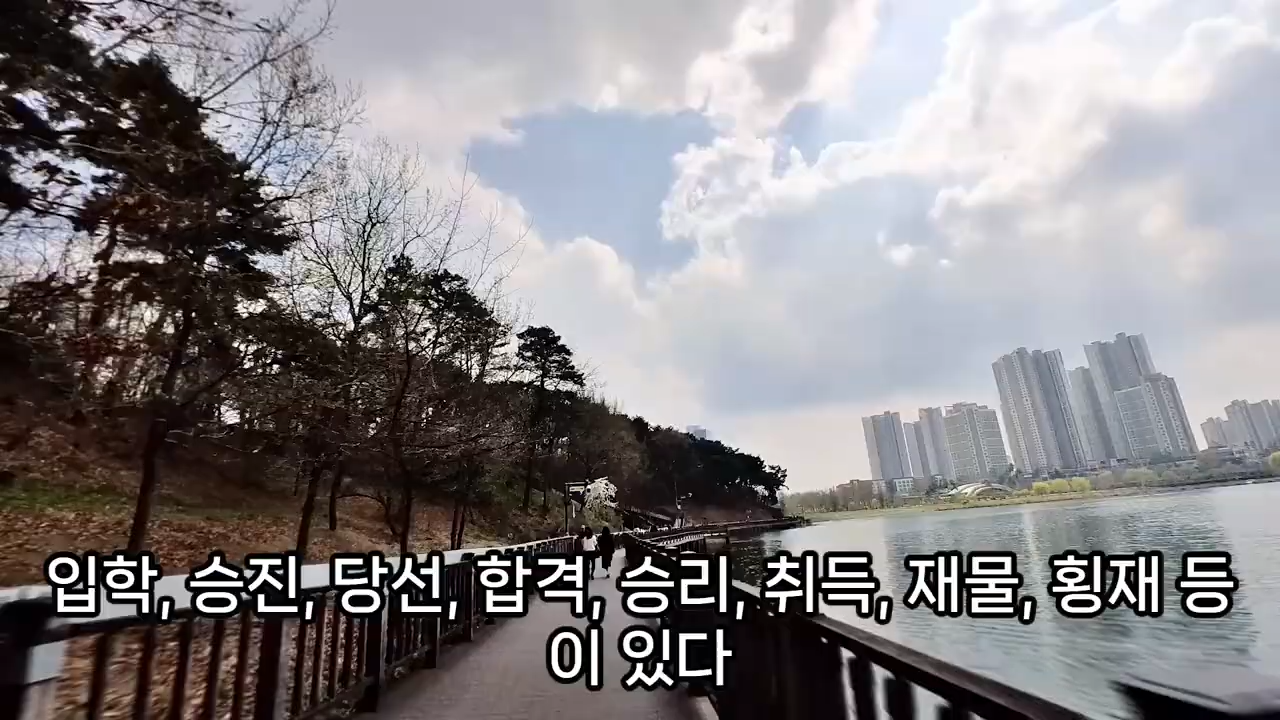 입학, 승진, 당선, 합격, 승리, 취득, 재물, 횡재 등
이 있다